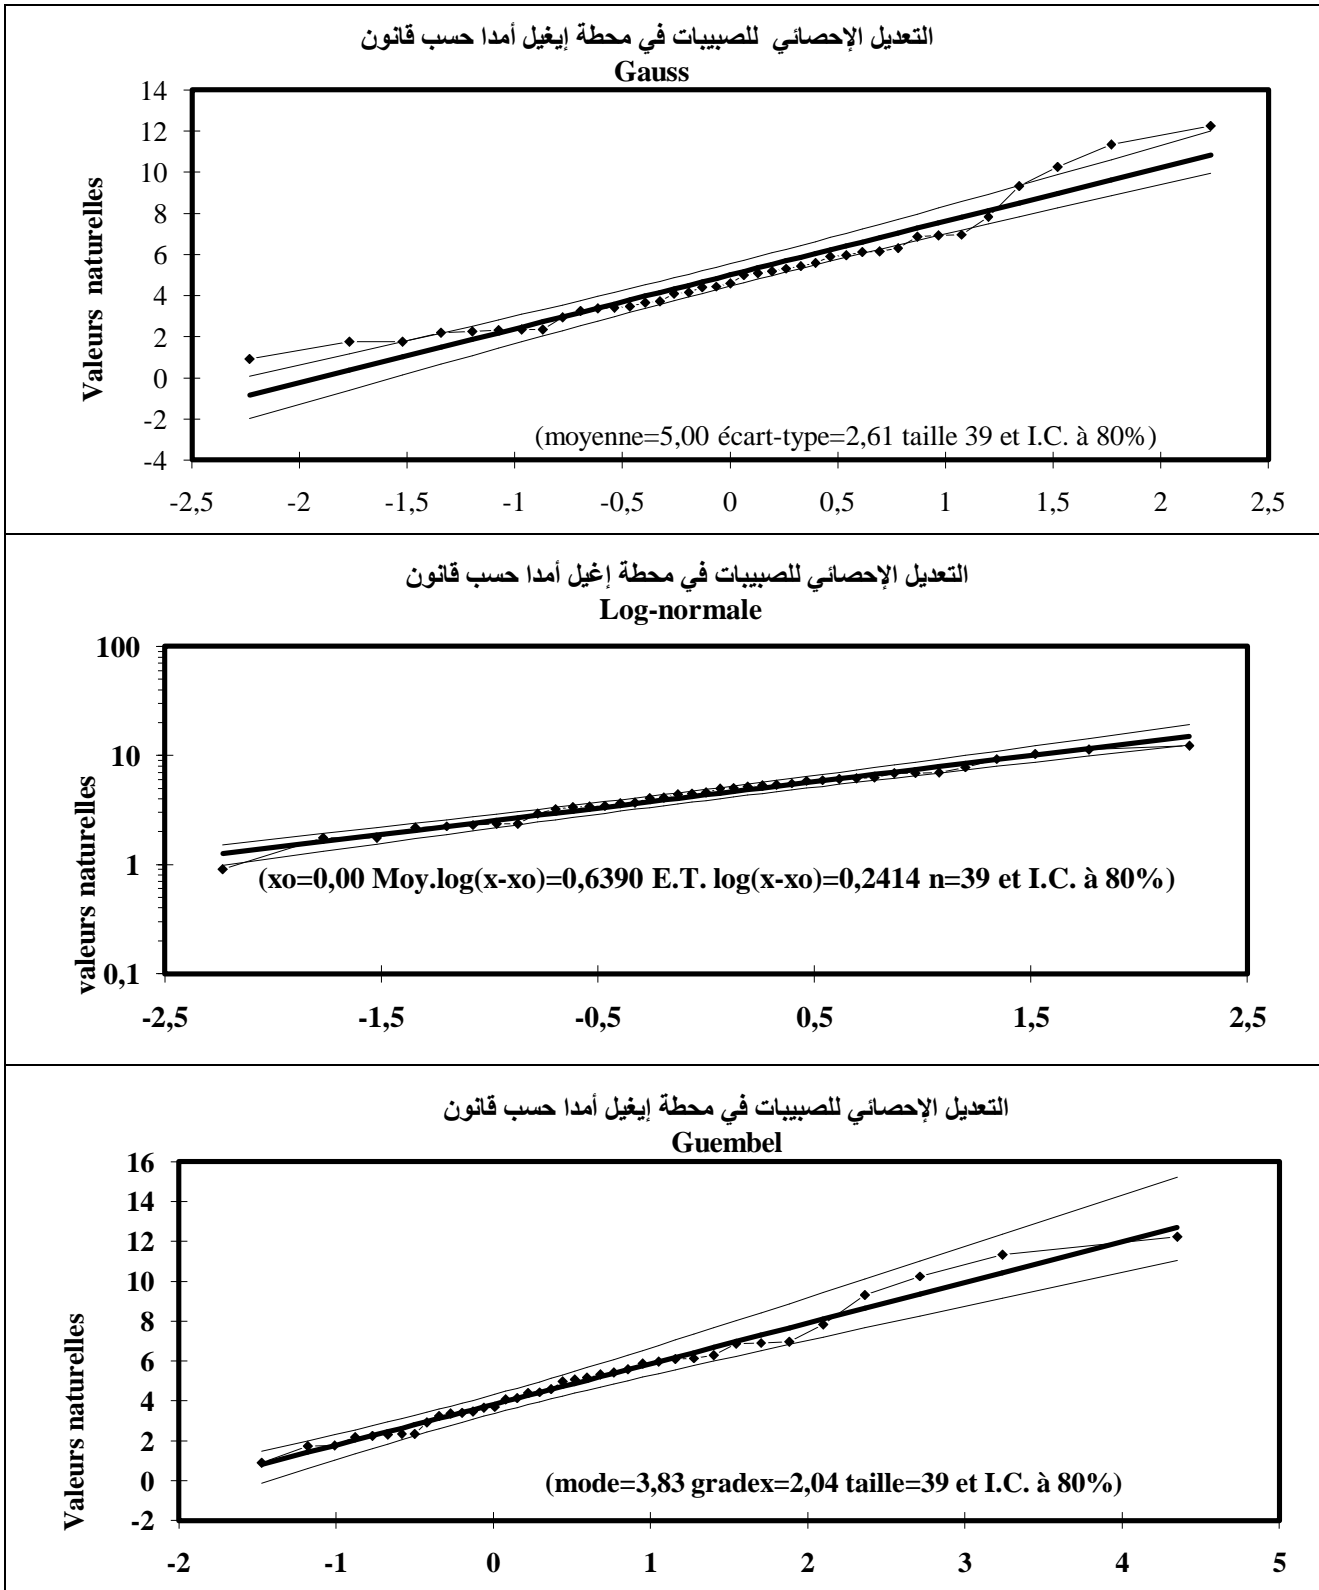 التعديل الإحصائي للصبيبات في محطة إيغيل أمدا حسب قانون
Gauss
Valeurs naturelles
14
12
10
8
6
4
2
0
-2
-4
(moyenne=5,00 écart-type=2,61 taille 39 et I.C. à 80%)
-2,5 -2 -1,5 -1 -0,5 0 0,5 1 1,5 2 2,5
التعديل الإحصائي للصبيبات في محطة إغيل أمدا حسب قانون
Log-normale
valeurs naturelles
100
10
1
0,1
(xo=0,00 Moy.log(x-xo)=0,6390 E.T. log(x-xo)=0,2414 n=39 et I.C. à 80%)
-2,5 -1,5 -0,5 0,5 1,5 2,5
التعديل الإحصائي للصبيبات في محطة إيغيل أمدا حسب قانون
Guembel
Valeurs naturelles
16
14
12
10
8
6
4
2
0
-2
(mode=3,83 gradex=2,04 taille=39 et I.C. à 80%)
-2 -1 0 1 2 3 4 5